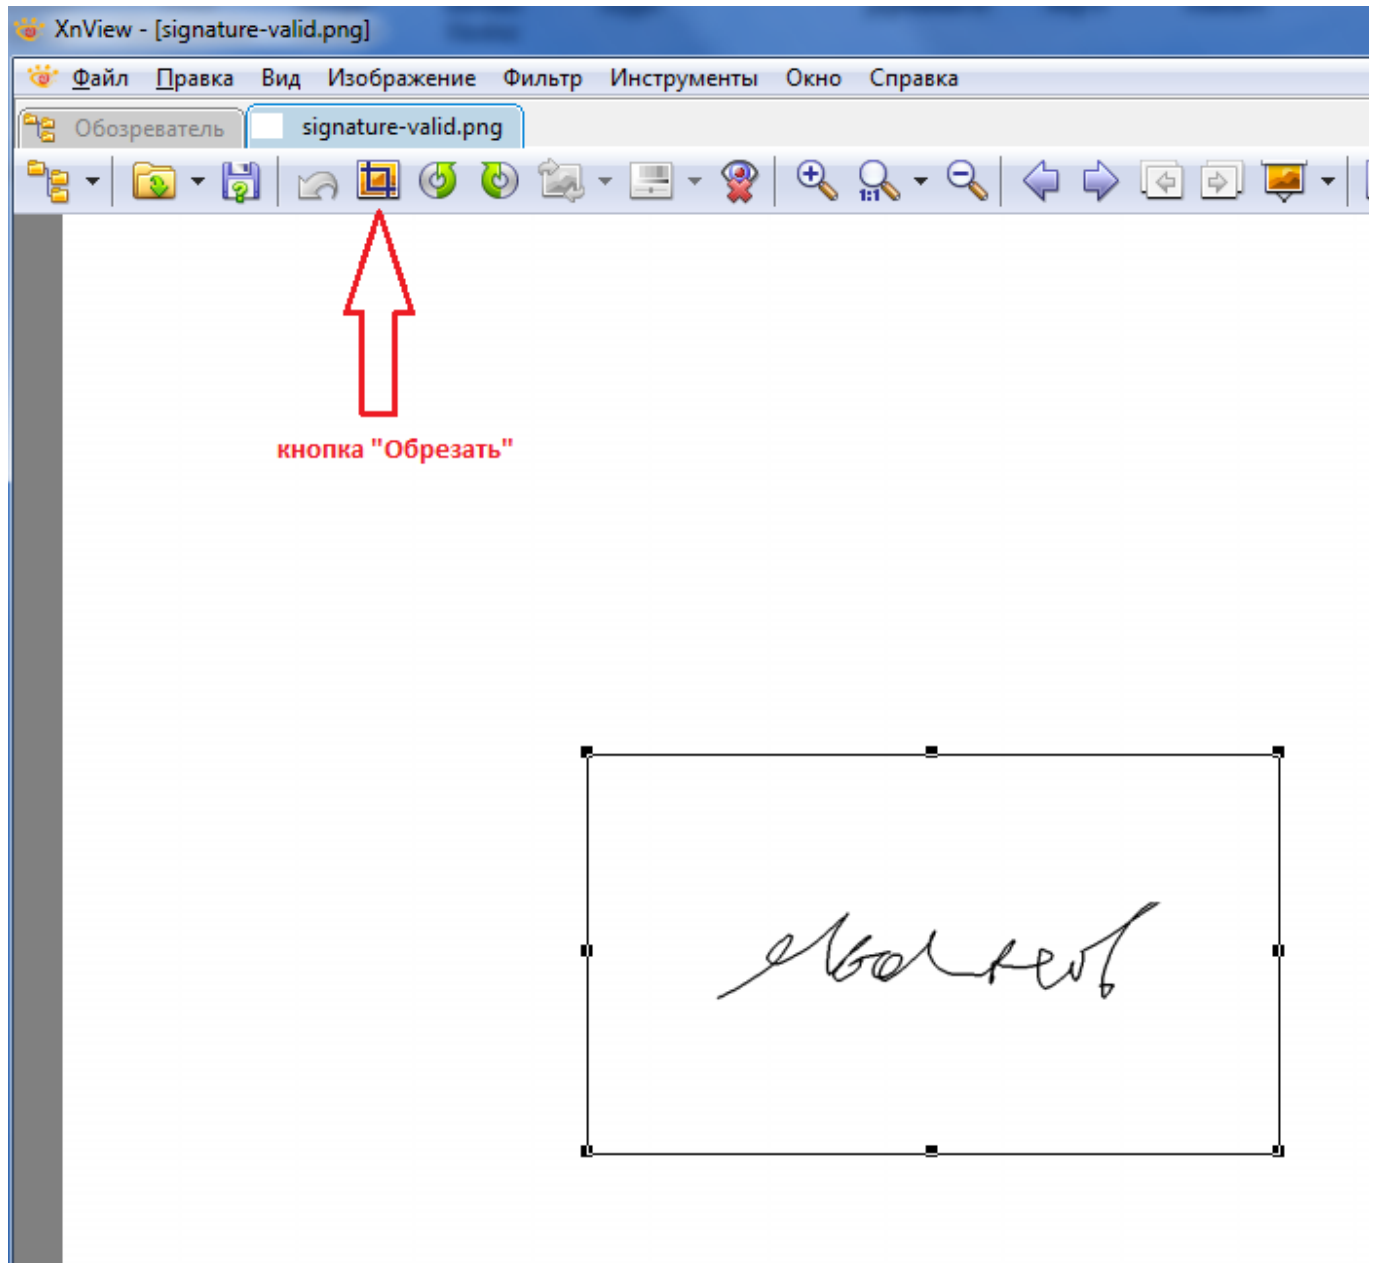 XnView - [signature-valid.png]
Файл Правка Вид Изображение Фильтр Инструменты Окно Справка
Обозреватель signature-valid.png
1:1
кнопка "Обрезать"